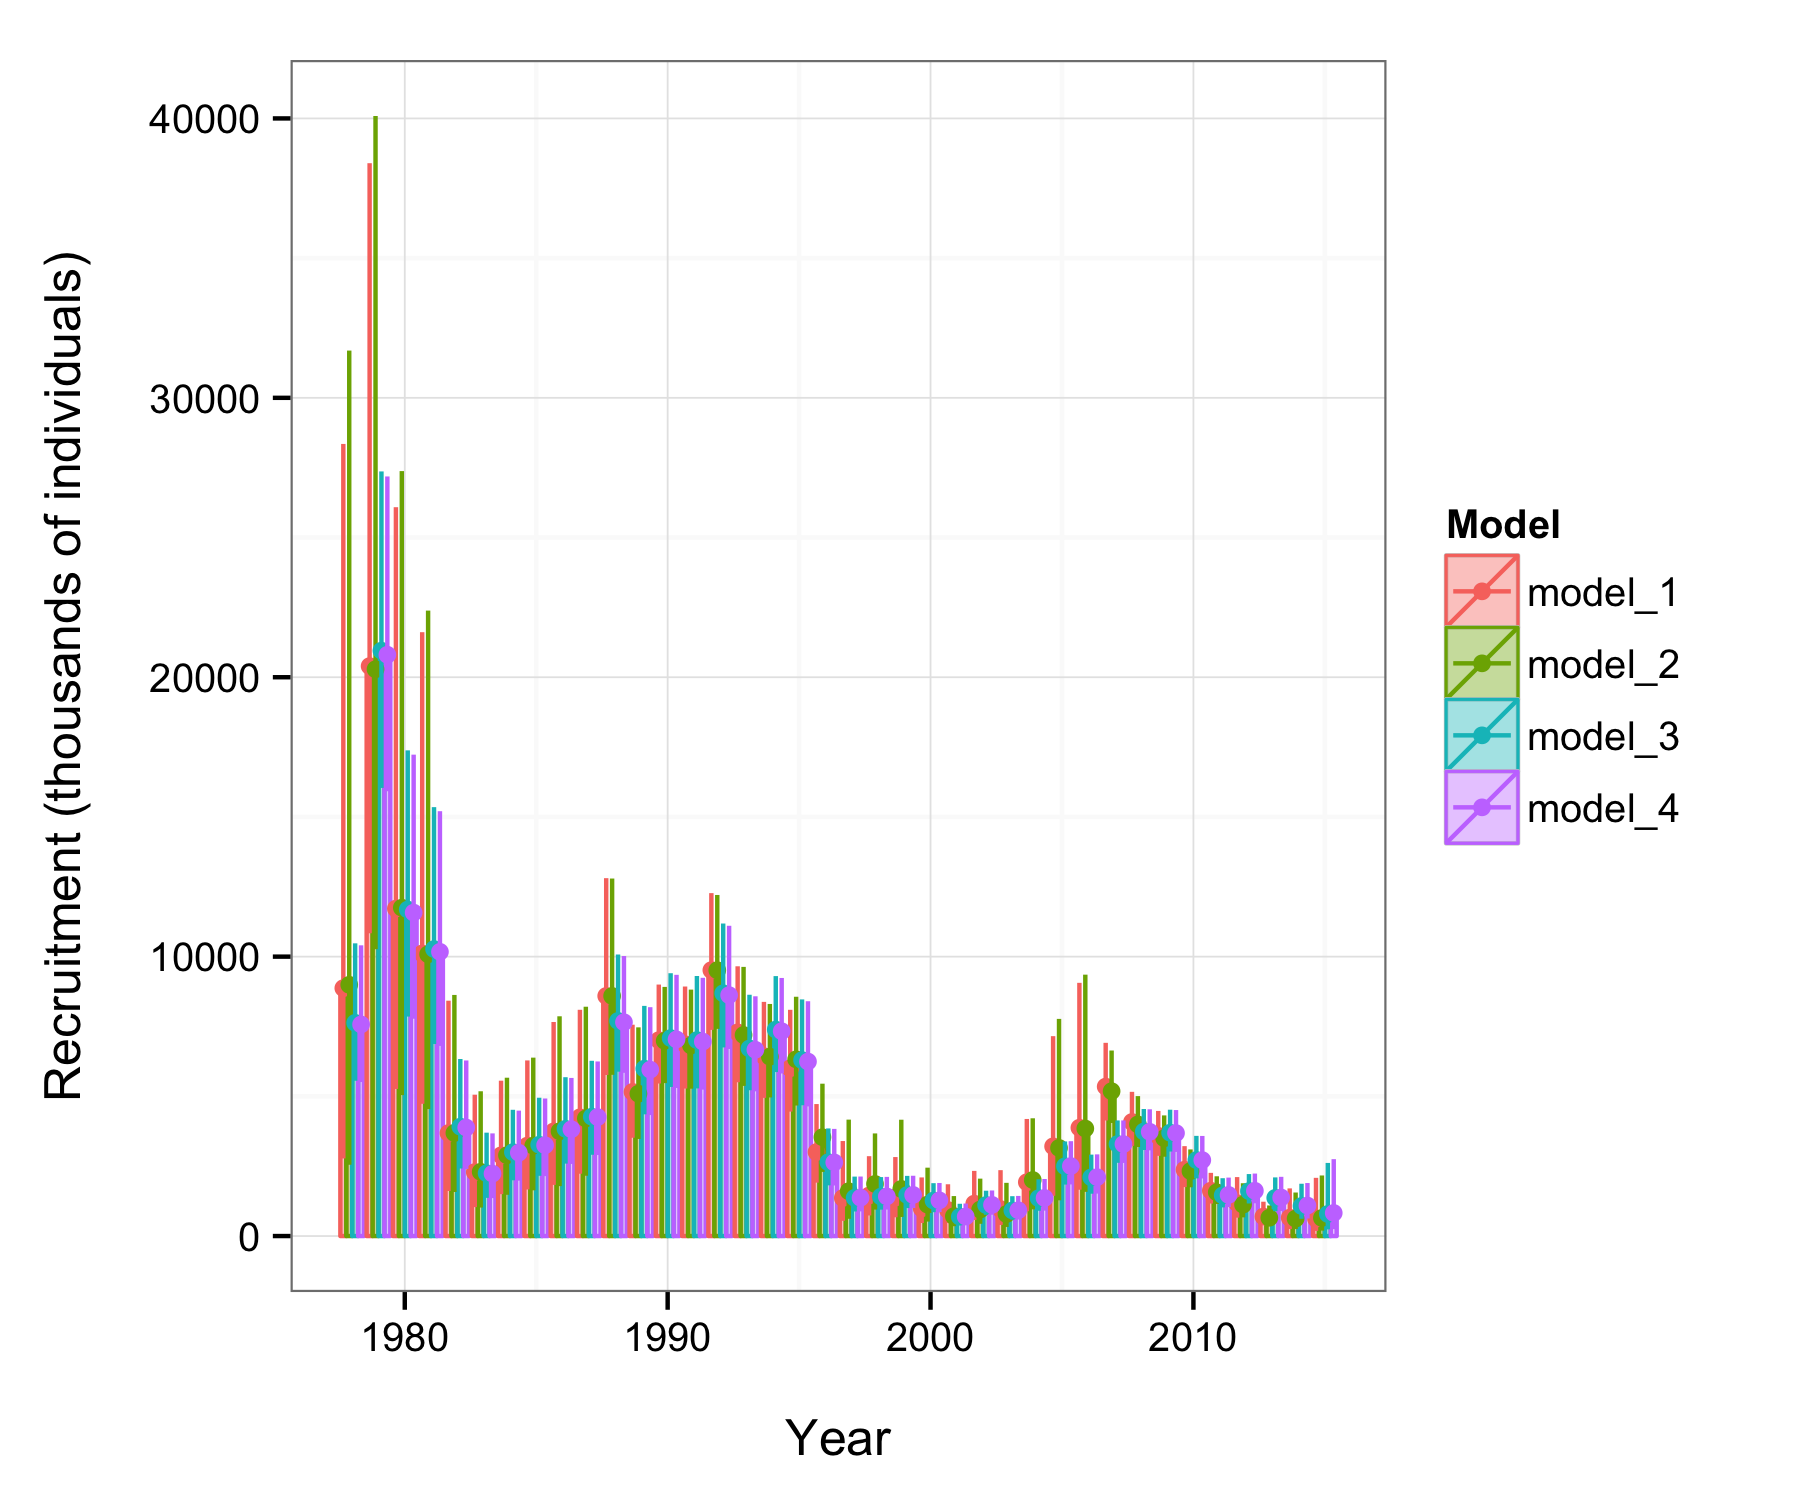 Recruitment (thousands of individuals)
40000
30000
20000
10000
0
1980
1990
2000
2010
Year
Model
model_1
model_2
model_3
model_4